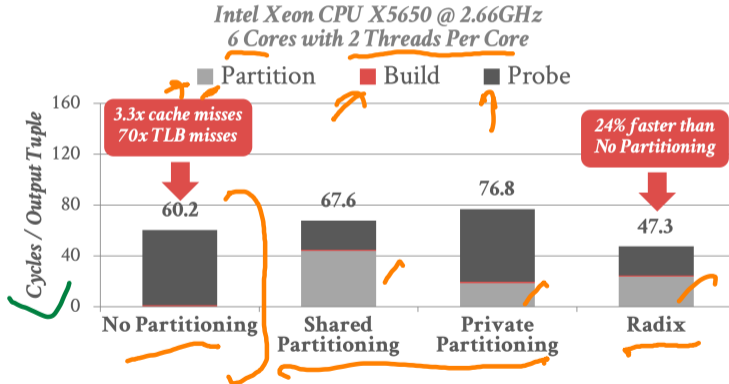 Intel Xeon CPU X5650 @ 2.66GHz
6 Cores with 2 Threads Per Core
Partition Build Probe
160
120
80
40
0
Cycles / Output Tuple
3.3x cache misses
70x TLB misses
24% faster than
No Partitioning
60.2
67.6
76.8
47.3
No Partitioning
Shared
Partitioning
Private
Partitioning
Radix